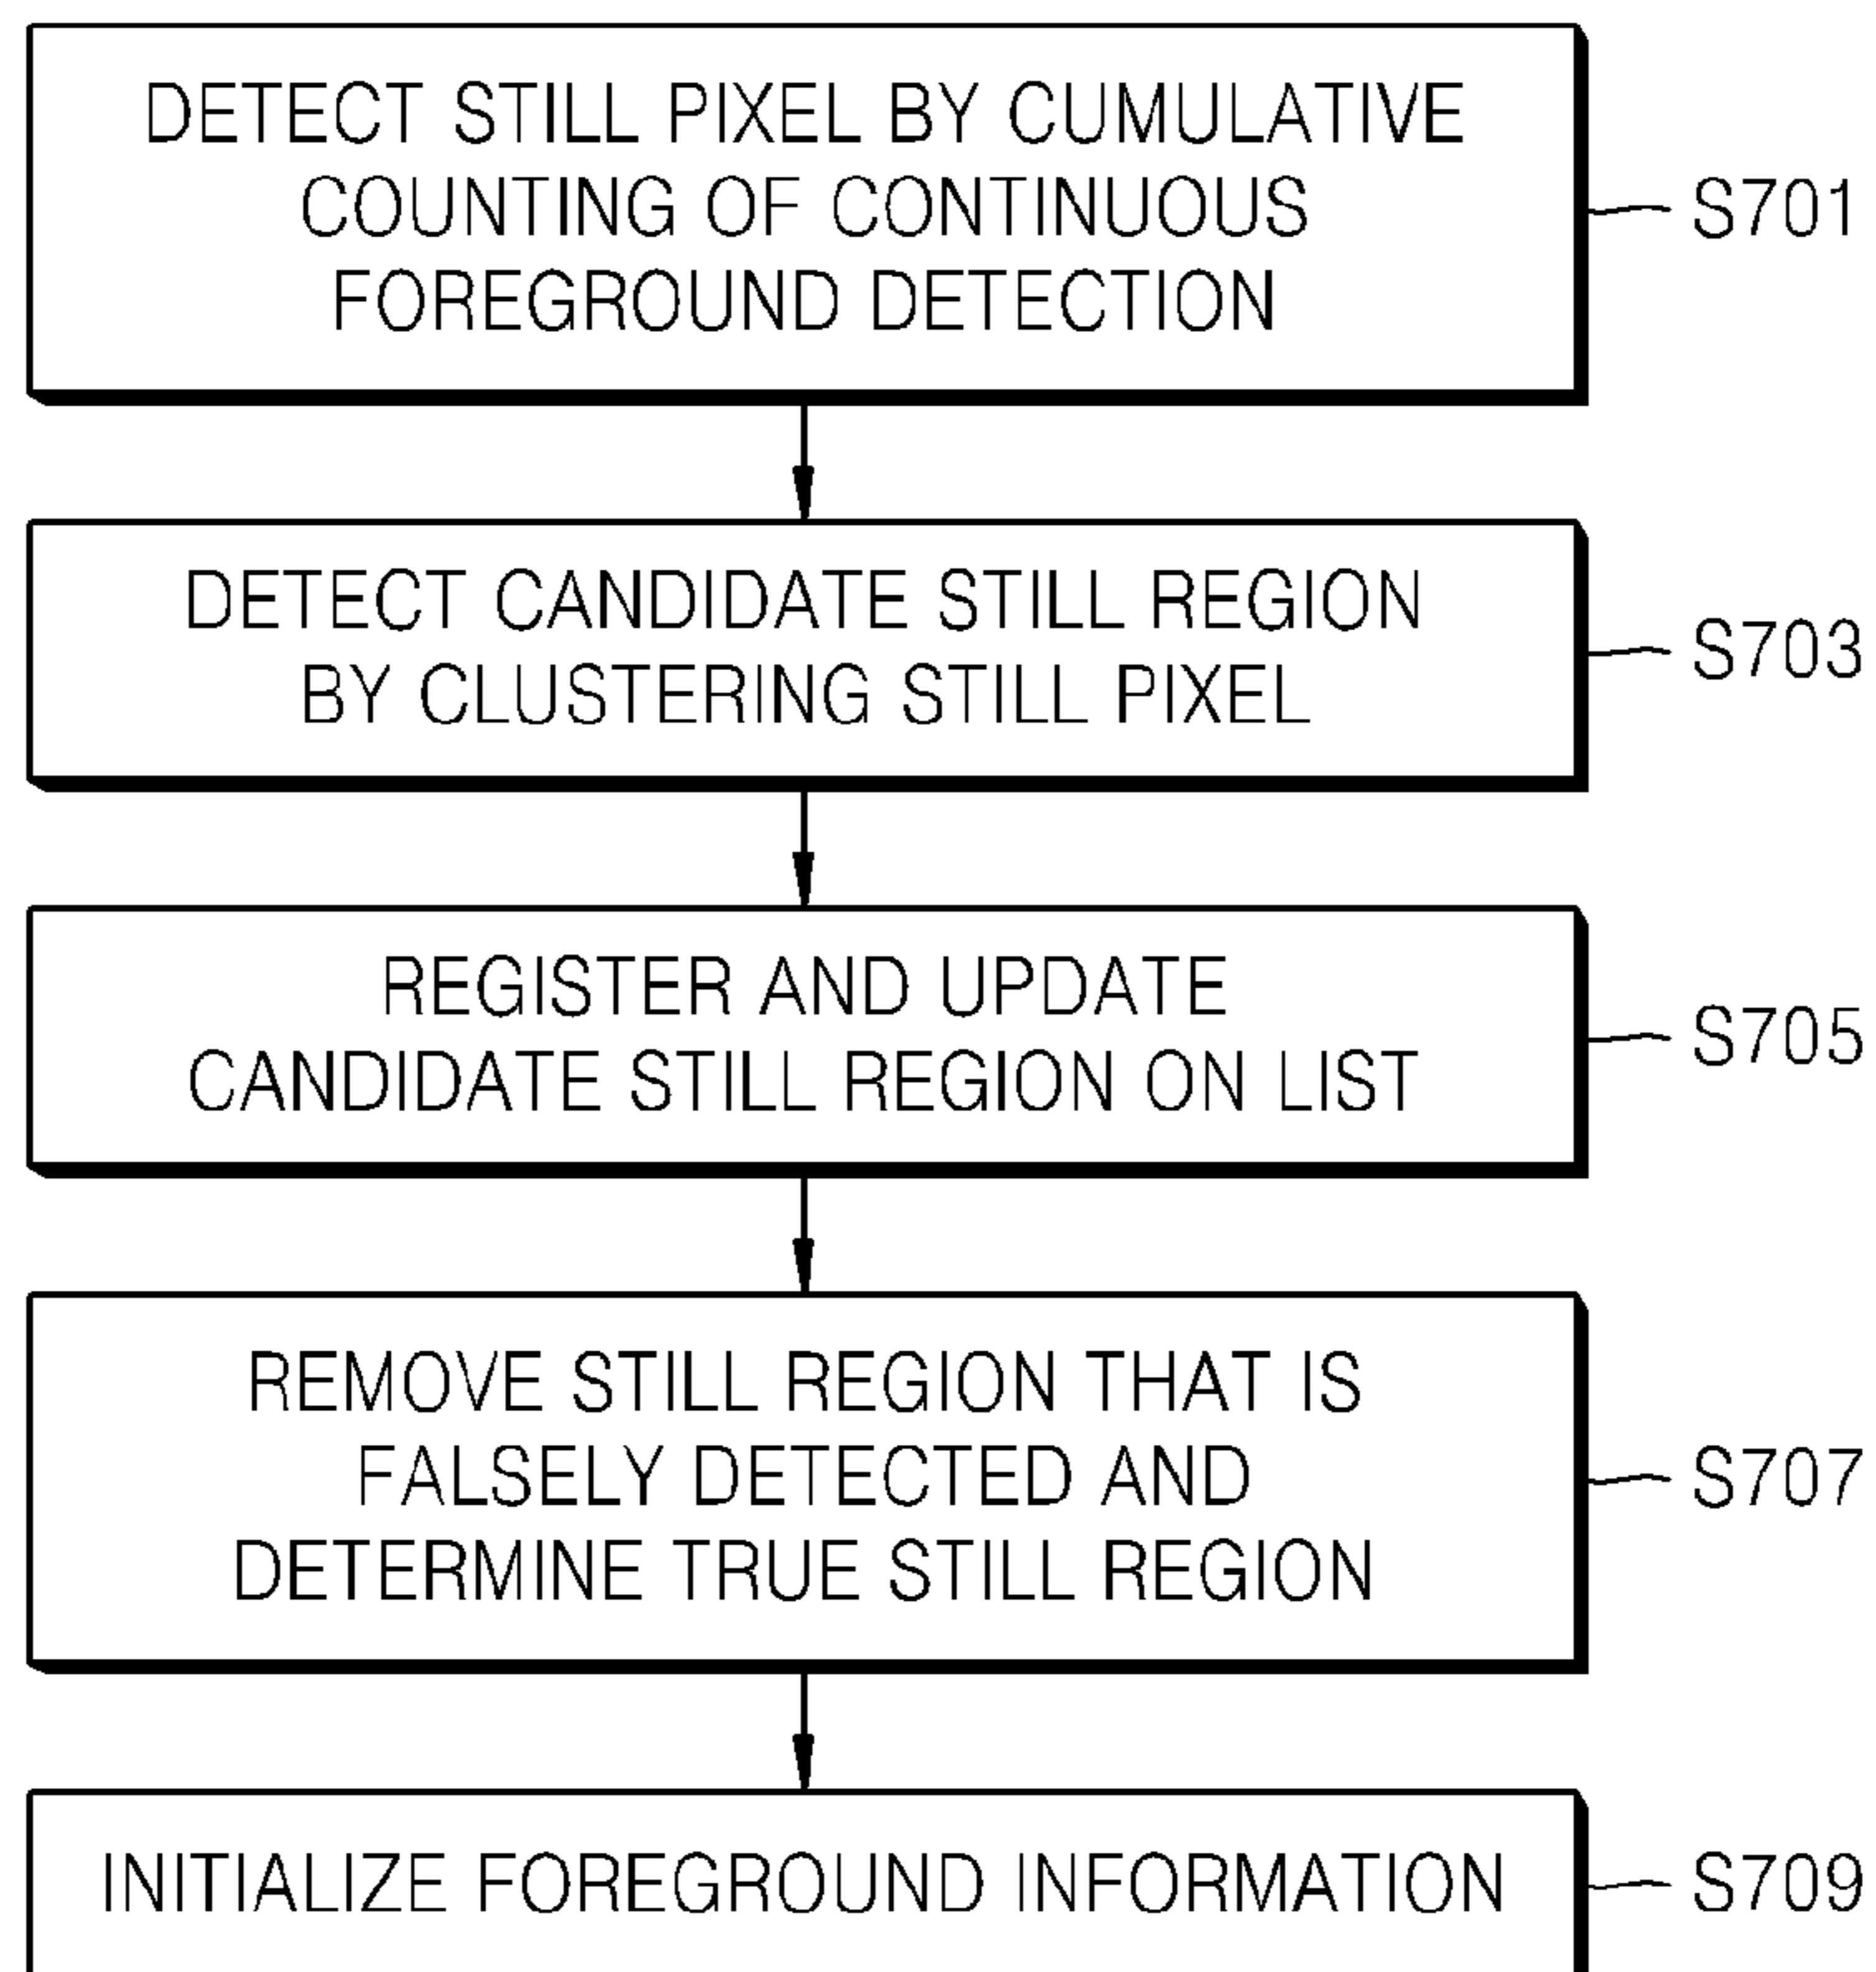 DETECT STILL PIXEL BY CUMULATIVE
COUNTING OF CONTINUOUS
FOREGROUND DETECTION
S701
DETECT CANDIDATE STILL REGION
BY CLUSTERING STILL PIXEL
S703
REGISTER AND UPDATE
CANDIDATE STILL REGION ON LIST
S705
REMOVE STILL REGION THAT IS
FALSELY DETECTED AND
DETERMINE TRUE STILL REGION
S707
INITIALIZE FOREGROUND INFORMATION
S709